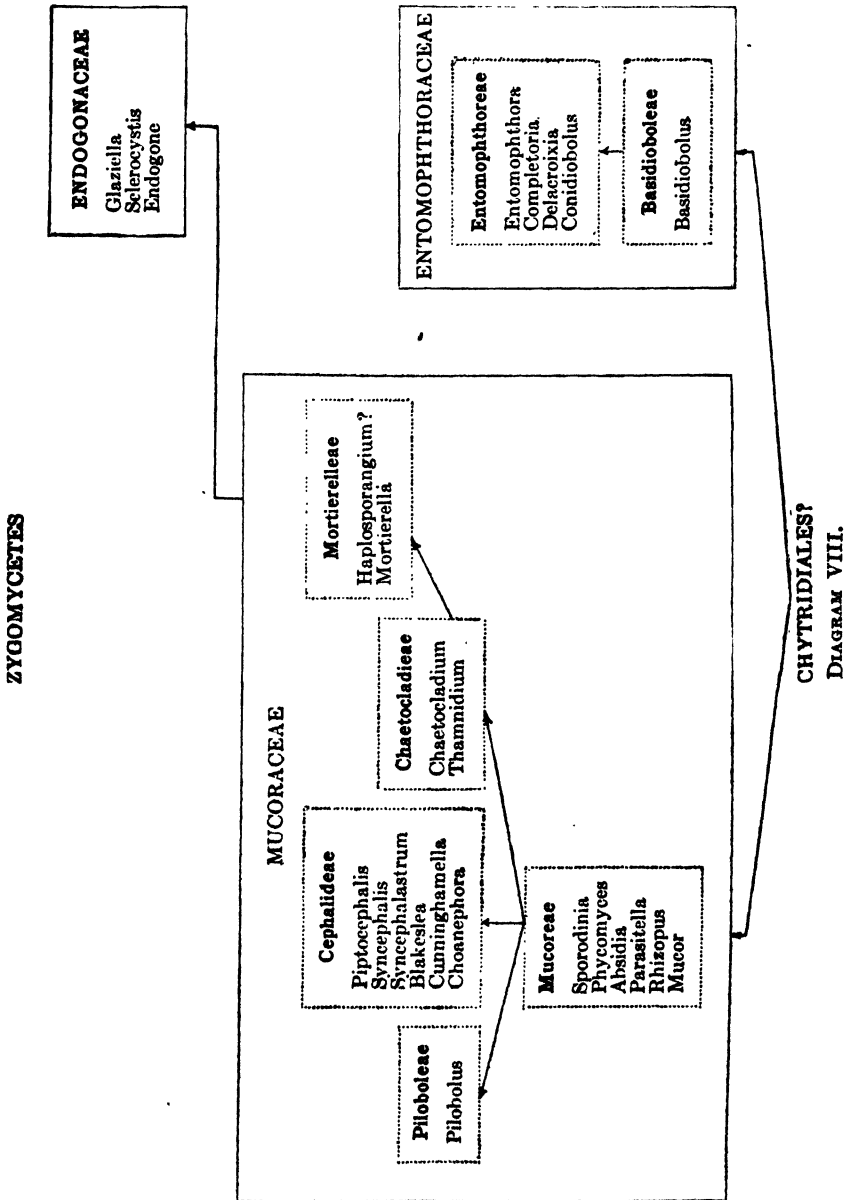 ZYGOMYCETES
ENDOGONACEAE
Glaziella
Sclerocystis
Endogone
MUCORACEAE
Mortierelleae
Haplosporangium?
Mortierella
Chaetocladieae
Chaetocladium
Thamnidium
Cephalideae
Piptocephalis
Syncephalis
Syncephalastrum
Blakeslea
Cunninghamella
Choanephora
Piloboleae
Pilobolus
Mucoreae
Sporodinia
Phycomyces
Absidia
Parasitella
Rhizopus
Mucor
ENTOMOPHTHORACEAE
Entomophthoreae
Entomophthora
Completoria
Delacroixia
Conidiobolus
Basidioboleae
Basidiobolus
CHYTRIDIALES?
DIAGRAM VIII.